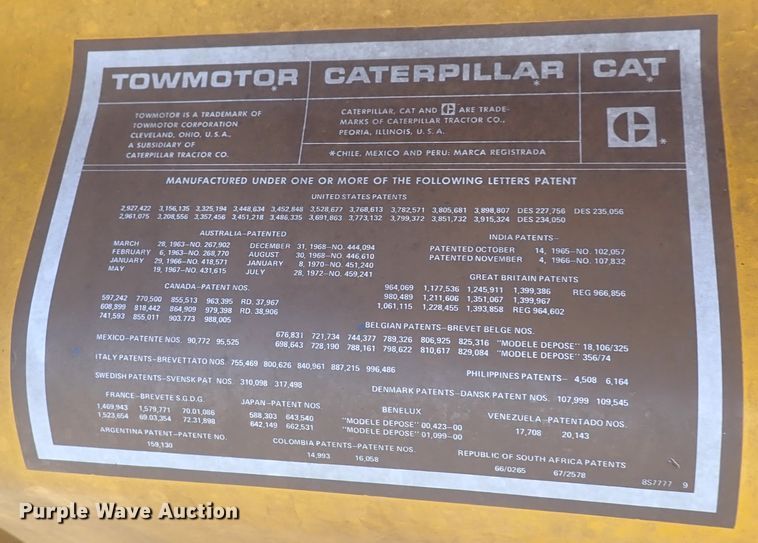 TOWMOTOR* CATERPILLAR* CAT*
TOWMOTOR IS A TRADEMARK OF
TOWMOTOR CORPORATION
CLEVELAND, OHIO, U. S. A.,
A SUBSIDIARY OF
CATERPILLAR TRACTOR CO.
CATERPILLAR, CAT AND C ARE TRADE-
MARKS OF CATERPILLAR TRACTOR CO.,
PEORIA, ILLINOIS, U. S. A.
*CHILE, MEXICO AND PERU: MARCA REGISTRADA
C*
MANUFACTURED UNDER ONE OR MORE OF THE FOLLOWING LETTERS PATENT
UNITED STATES PATENTS
2,927,422 3,156,135 3,325,194 3,448,634 3,452,848 3,528,677 3,768,613 3,782,571 3,805,681 3,898,807 DES 227,756 DES 235,056
2,961,075 3,208,556 3,357,456 3,451,218 3,486,335 3,691,863 3,773,132 3,799,372 3,851,732 3,915,324 DES 234,050
AUSTRALIA-PATENTED
MARCH 28, 1963-NO. 267,902 DECEMBER 31, 1968-NO. 444,094
FEBRUARY 6, 1963-NO. 268,770 AUGUST 30, 1968-NO. 446,610
JANUARY 29, 1966-NO. 418,571 JANUARY 8, 1970-NO. 451,240
MAY 19, 1967-NO. 431,615 JULY 28, 1972-NO. 459,241
INDIA PATENTS-
PATENTED OCTOBER 14, 1965-NO. 102,057
PATENTED NOVEMBER 4, 1966-NO. 107,832
CANADA-PATENT NOS.
597,242 770,500 855,513 963,395 RD. 37,967
608,899 818,442 864,909 979,398 RD. 38,906
741,593 855,011 903,773 988,005
GREAT BRITAIN PATENTS
964,069 1,177,536 1,245,911 1,399,386 REG 966,856
980,489 1,211,606 1,351,067 1,399,967
1,061,115 1,228,455 1,393,858 REG 964,602
BELGIAN PATENTS-BREVET BELGE NOS.
676,831 721,734 744,377 789,326 806,925 825,316 "MODELE DEPOSE" 18,106/325
698,643 728,190 788,161 798,622 810,617 829,084 "MODELE DEPOSE" 356/74
MEXICO-PATENTE NOS. 90,772 95,525
ITALY PATENTS-BREVETTATO NOS. 755,469 800,626 840,961 887,215 996,486
PHILIPPINES PATENTS- 4,508 6,164
SWEDISH PATENTS-SVENSK PAT NOS. 310,098 317,498
DENMARK PATENTS-DANSK PATENT NOS. 107,999 109,545
FRANCE-BREVETE S.G.D.G.
1,469,943 1,579,771 70.01,086
1,523,654 69.03,354 72.31,898
JAPAN-PATENT NOS.
588,303 643,540
642,149 662,531
BENELUX
"MODELE DEPOSE" 00,423-00
"MODELE DEPOSE" 01,099-00
VENEZUELA-PATENTADO NOS.
17,708 20,143
ARGENTINA PATENT-PATENTE NO.
159,130
COLOMBIA PATENTS-PATENTE NOS.
14,993 16,058
REPUBLIC OF SOUTH AFRICA PATENTS
66/0265 67/2578
8S7777 9
Purple Wave Auction